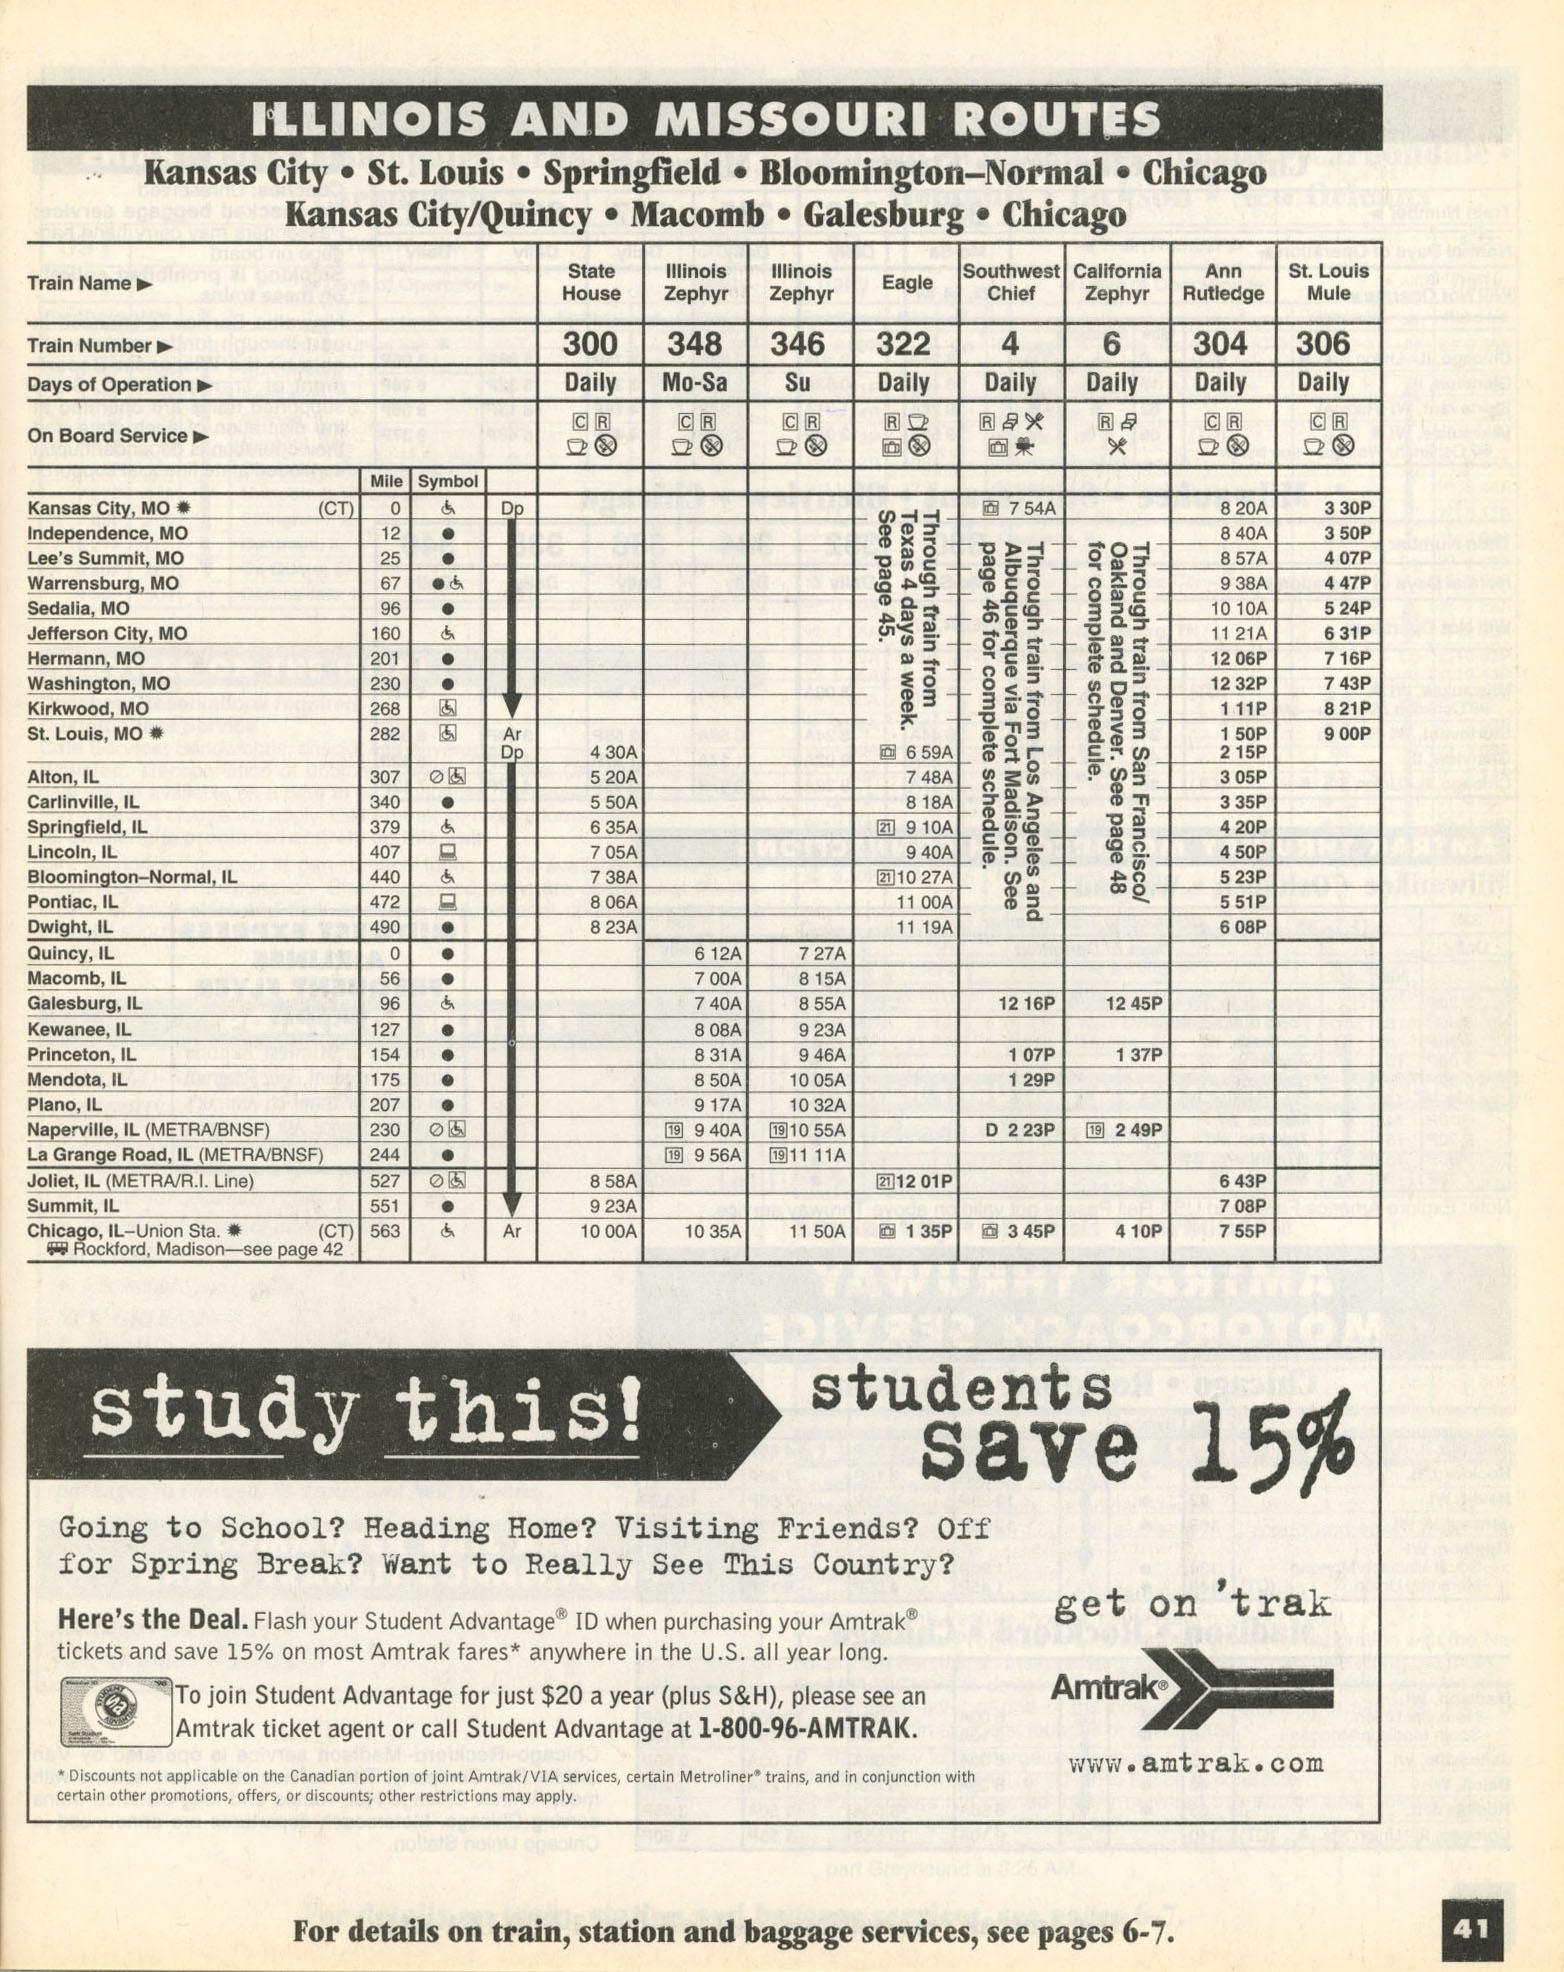 ILLINOIS AND MISSOURI ROUTES
Kansas City • St. Louis • Springfield • Bloomington–Normal • Chicago
Kansas City/Quincy • Macomb • Galesburg • Chicago
Train Name ▶ State House Illinois Zephyr Illinois Zephyr Eagle Southwest Chief California Zephyr Ann Rutledge St. Louis Mule
Train Number ▶ 300 348 346 322 4 6 304 306
Days of Operation ▶ Daily Mo-Sa Su Daily Daily Daily Daily Daily
On Board Service ▶ C R C R C R R R R C R C R
Mile Symbol
Kansas City, MO ✹ (CT) 0 Dp 7 54A 8 20A 3 30P
Independence, MO 12 ● 8 40A 3 50P
Lee's Summit, MO 25 ● 8 57A 4 07P
Warrensburg, MO 67 ● 9 38A 4 47P
Sedalia, MO 96 ● 10 10A 5 24P
Jefferson City, MO 160 11 21A 6 31P
Hermann, MO 201 ● 12 06P 7 16P
Washington, MO 230 ● 12 32P 7 43P
Kirkwood, MO 268 1 11P 8 21P
St. Louis, MO ✹ 282 Ar 1 50P 9 00P
Dp 4 30A 6 59A 2 15P
Alton, IL 307 5 20A 7 48A 3 05P
Carlinville, IL 340 ● 5 50A 8 18A 3 35P
Springfield, IL 379 6 35A 21 9 10A 4 20P
Lincoln, IL 407 7 05A 9 40A 4 50P
Bloomington–Normal, IL 440 7 38A 21 10 27A 5 23P
Pontiac, IL 472 8 06A 11 00A 5 51P
Dwight, IL 490 ● 8 23A 11 19A 6 08P
Through train from
Texas 4 days a week.
See page 45.
Through train from Los Angeles and
Albuquerque via Fort Madison. See
page 46 for complete schedule.
Through train from San Francisco/
Oakland and Denver. See page 48
for complete schedule.
Quincy, IL 0 ● 6 12A 7 27A
Macomb, IL 56 ● 7 00A 8 15A
Galesburg, IL 96 7 40A 8 55A 12 16P 12 45P
Kewanee, IL 127 ● 8 08A 9 23A
Princeton, IL 154 ● 8 31A 9 46A 1 07P 1 37P
Mendota, IL 175 ● 8 50A 10 05A 1 29P
Plano, IL 207 ● 9 17A 10 32A
Naperville, IL (METRA/BNSF) 230 19 9 40A 19 10 55A D 2 23P 19 2 49P
La Grange Road, IL (METRA/BNSF) 244 ● 19 9 56A 19 11 11A
Joliet, IL (METRA/R.I. Line) 527 8 58A 21 12 01P 6 43P
Summit, IL 551 ● 9 23A 7 08P
Chicago, IL–Union Sta. ✹ (CT) 563 Ar 10 00A 10 35A 11 50A 1 35P 3 45P 4 10P 7 55P
Rockford, Madison—see page 42
study this!
students
save 15%
Going to School? Heading Home? Visiting Friends? Off
for Spring Break? Want to Really See This Country?
Here's the Deal. Flash your Student Advantage® ID when purchasing your Amtrak®
tickets and save 15% on most Amtrak fares* anywhere in the U.S. all year long.
To join Student Advantage for just $20 a year (plus S&H), please see an
Amtrak ticket agent or call Student Advantage at 1-800-96-AMTRAK.
* Discounts not applicable on the Canadian portion of joint Amtrak/VIA services, certain Metroliner® trains, and in conjunction with
certain other promotions, offers, or discounts; other restrictions may apply.
get on 'trak
Amtrak®
www.amtrak.com
For details on train, station and baggage services, see pages 6-7.
41